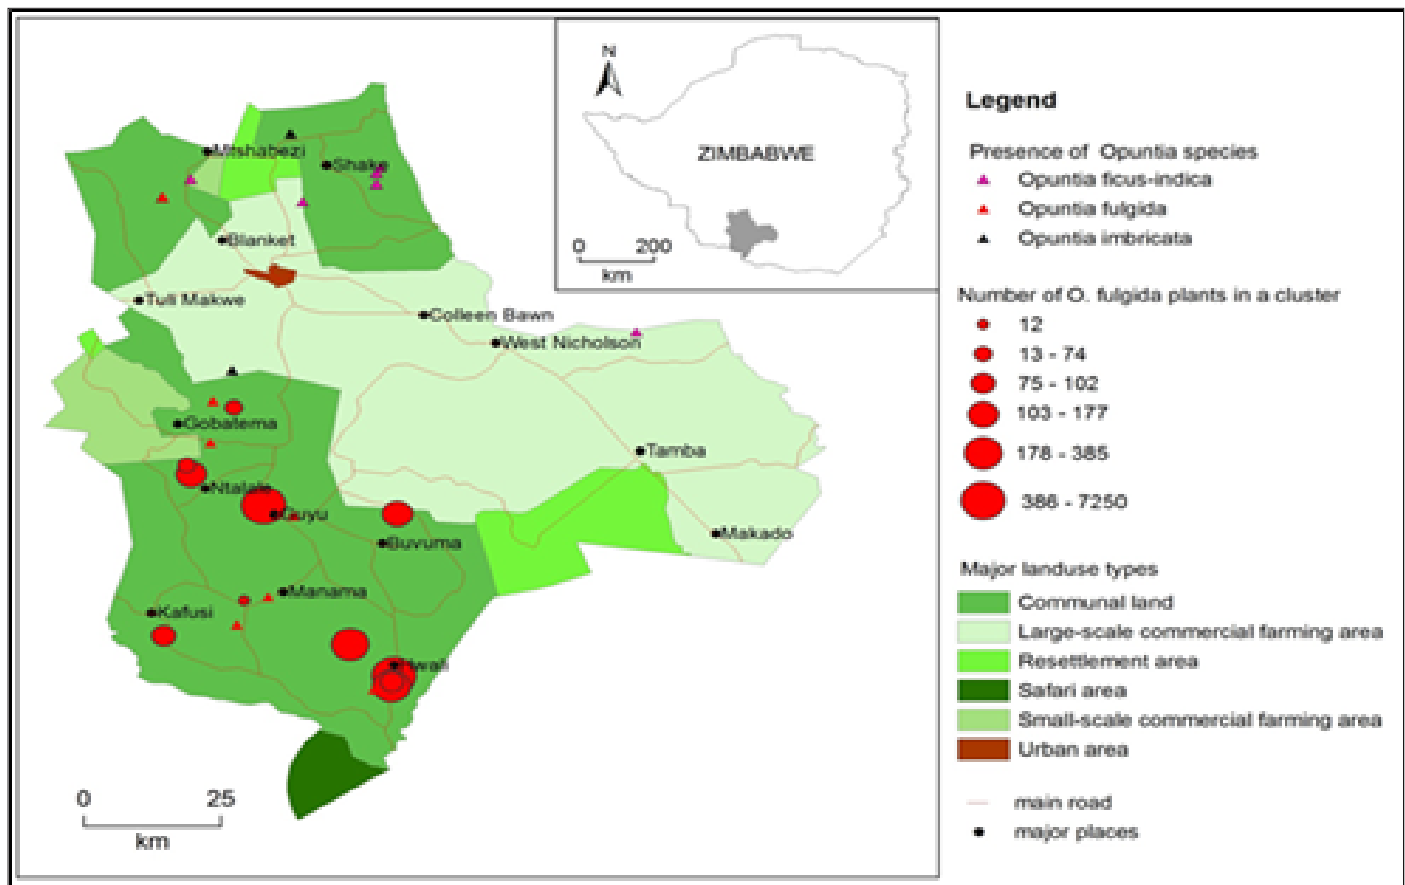 N
ZIMBABWE
0 200
km
Mtshabezi
Shake
Blanket
Tuli Makwe
Colleen Bawn
West Nicholson
Gobatema
Tamba
Ntalale
Guyu
Makado
Buvuma
Manama
Kafusi
0 25
km
Legend
Presence of Opuntia species
Opuntia ficus-indica
Opuntia fulgida
Opuntia imbricata
Number of O. fulgida plants in a cluster
12
13 - 74
75 - 102
103 - 177
178 - 385
386 - 7250
Major landuse types
Communal land
Large-scale commercial farming area
Resettlement area
Safari area
Small-scale commercial farming area
Urban area
main road
major places